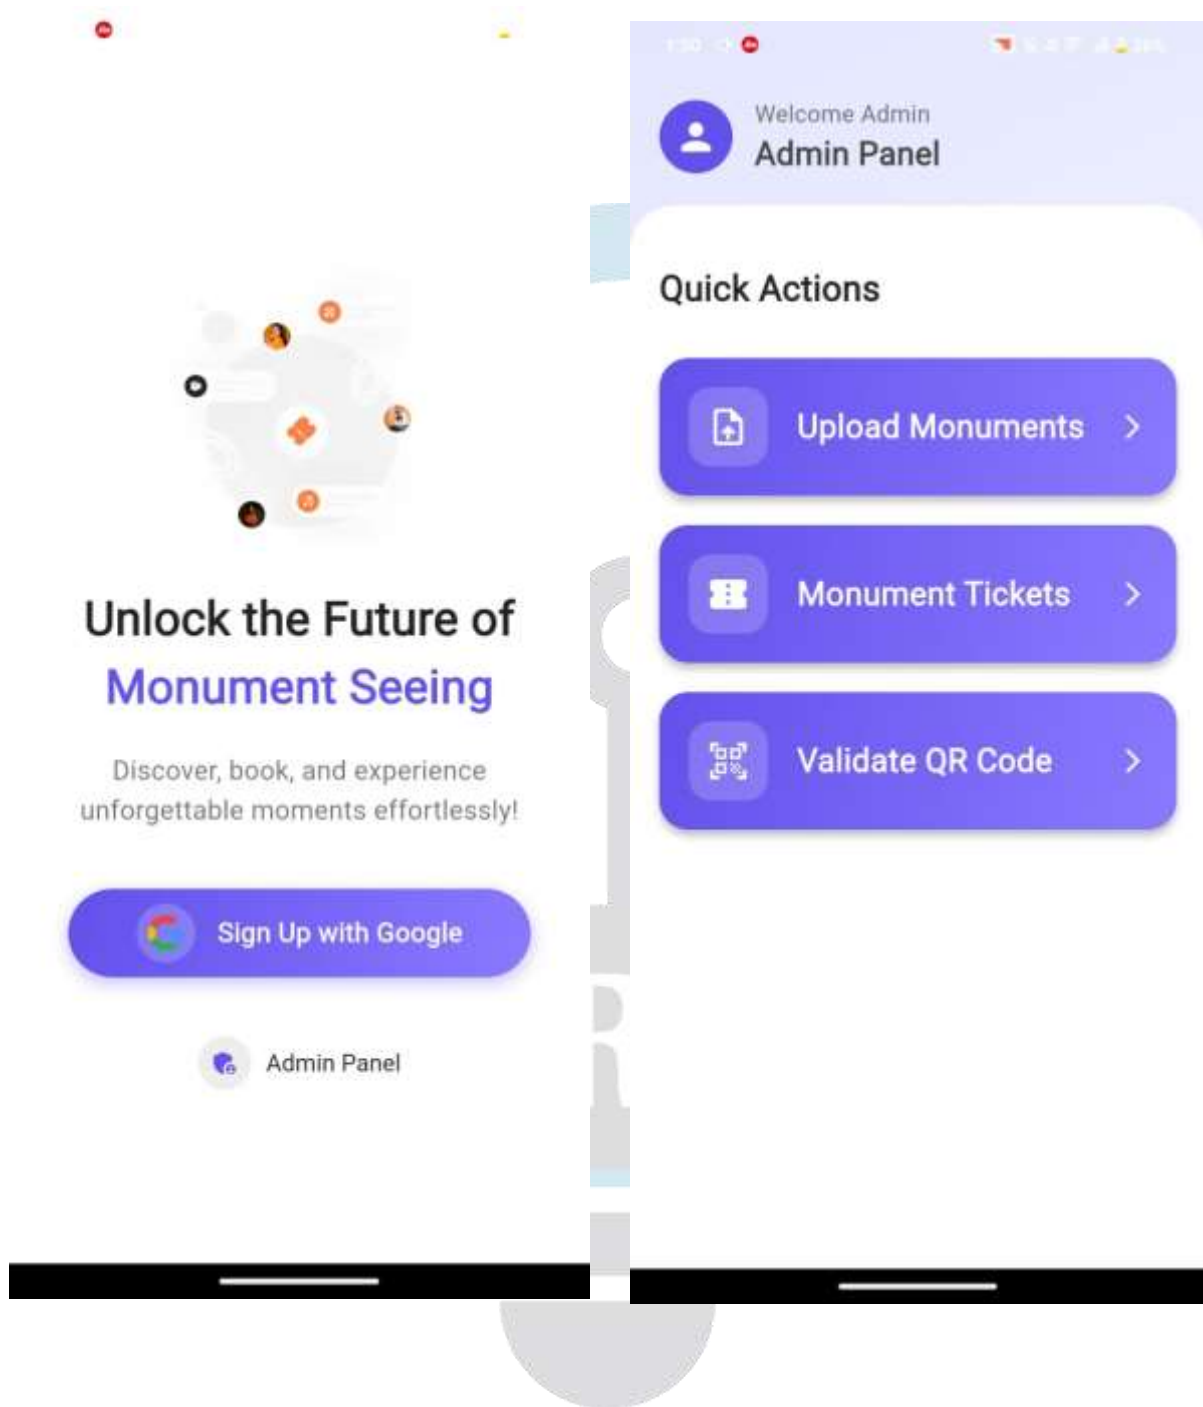 Unlock the Future of
Monument Seeing
Discover, book, and experience
unforgettable moments effortlessly!
Sign Up with Google
Admin Panel
Welcome Admin
Admin Panel
Quick Actions
Upload Monuments
Monument Tickets
Validate QR Code